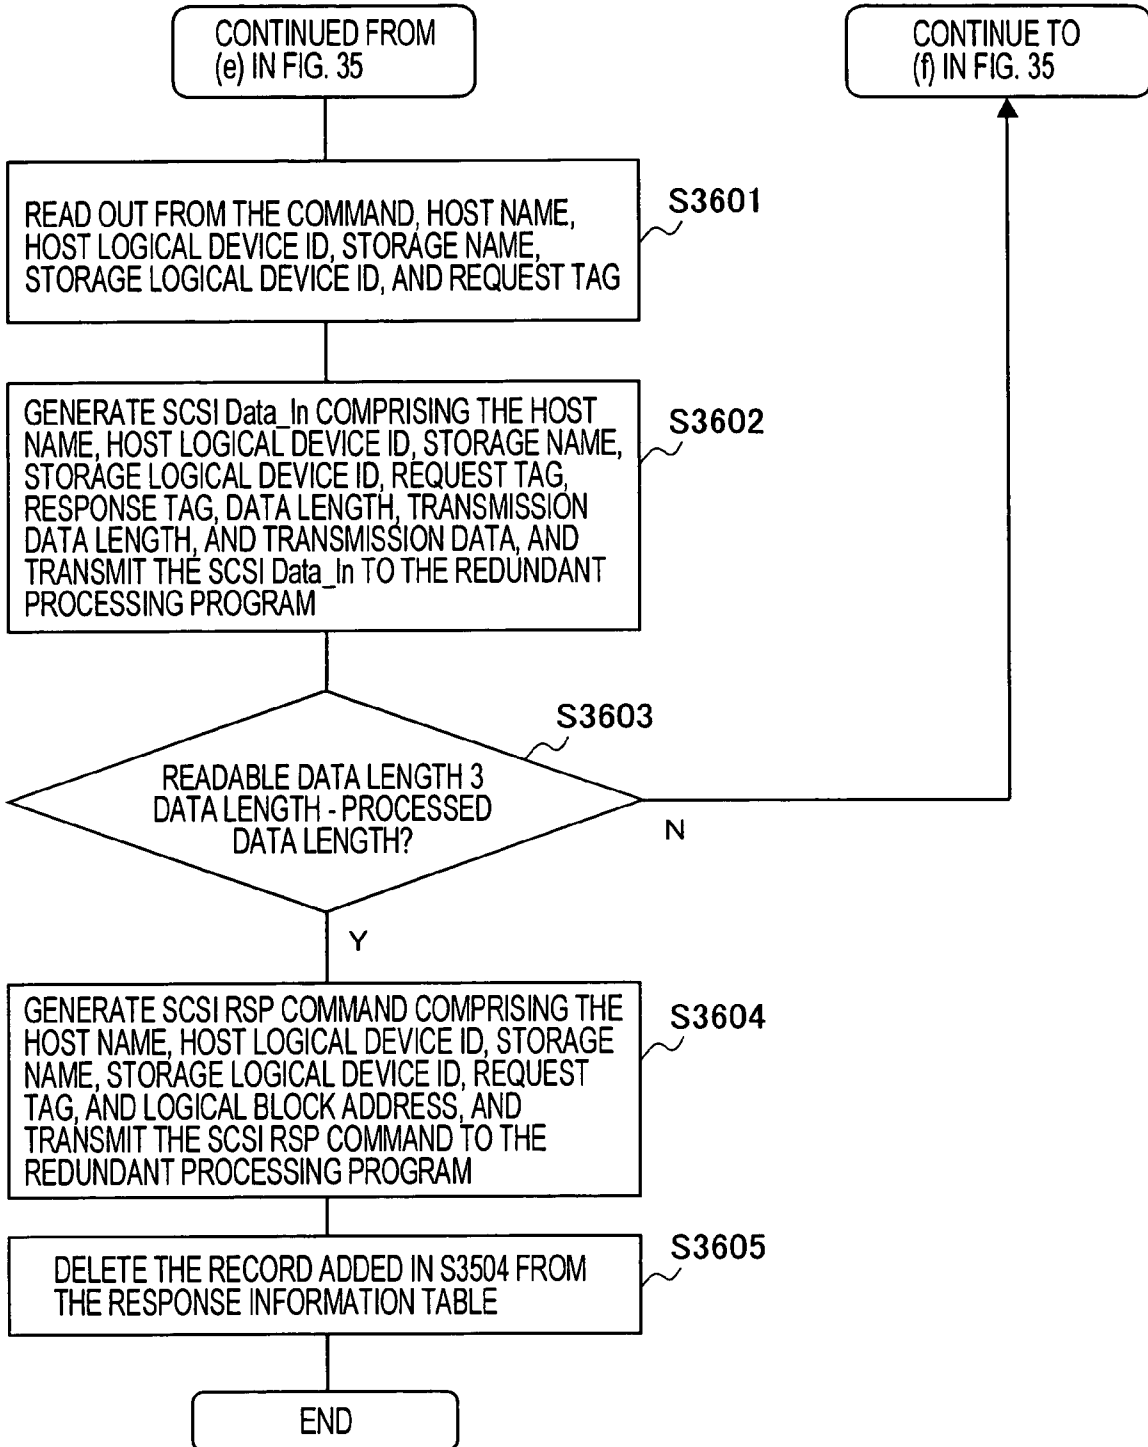 CONTINUED FROM
(e) IN FIG. 35
CONTINUE TO
(f) IN FIG. 35
S3601
READ OUT FROM THE COMMAND, HOST NAME,
HOST LOGICAL DEVICE ID, STORAGE NAME,
STORAGE LOGICAL DEVICE ID, AND REQUEST TAG
S3602
GENERATE SCSI Data_In COMPRISING THE HOST
NAME, HOST LOGICAL DEVICE ID, STORAGE NAME,
STORAGE LOGICAL DEVICE ID, REQUEST TAG,
RESPONSE TAG, DATA LENGTH, TRANSMISSION
DATA LENGTH, AND TRANSMISSION DATA, AND
TRANSMIT THE SCSI Data_In TO THE REDUNDANT
PROCESSING PROGRAM
S3603
READABLE DATA LENGTH 3
DATA LENGTH - PROCESSED
DATA LENGTH?
N
Y
GENERATE SCSI RSP COMMAND COMPRISING THE
HOST NAME, HOST LOGICAL DEVICE ID, STORAGE
NAME, STORAGE LOGICAL DEVICE ID, REQUEST
TAG, AND LOGICAL BLOCK ADDRESS, AND
TRANSMIT THE SCSI RSP COMMAND TO THE
REDUNDANT PROCESSING PROGRAM
S3604
DELETE THE RECORD ADDED IN S3504 FROM
THE RESPONSE INFORMATION TABLE
S3605
END